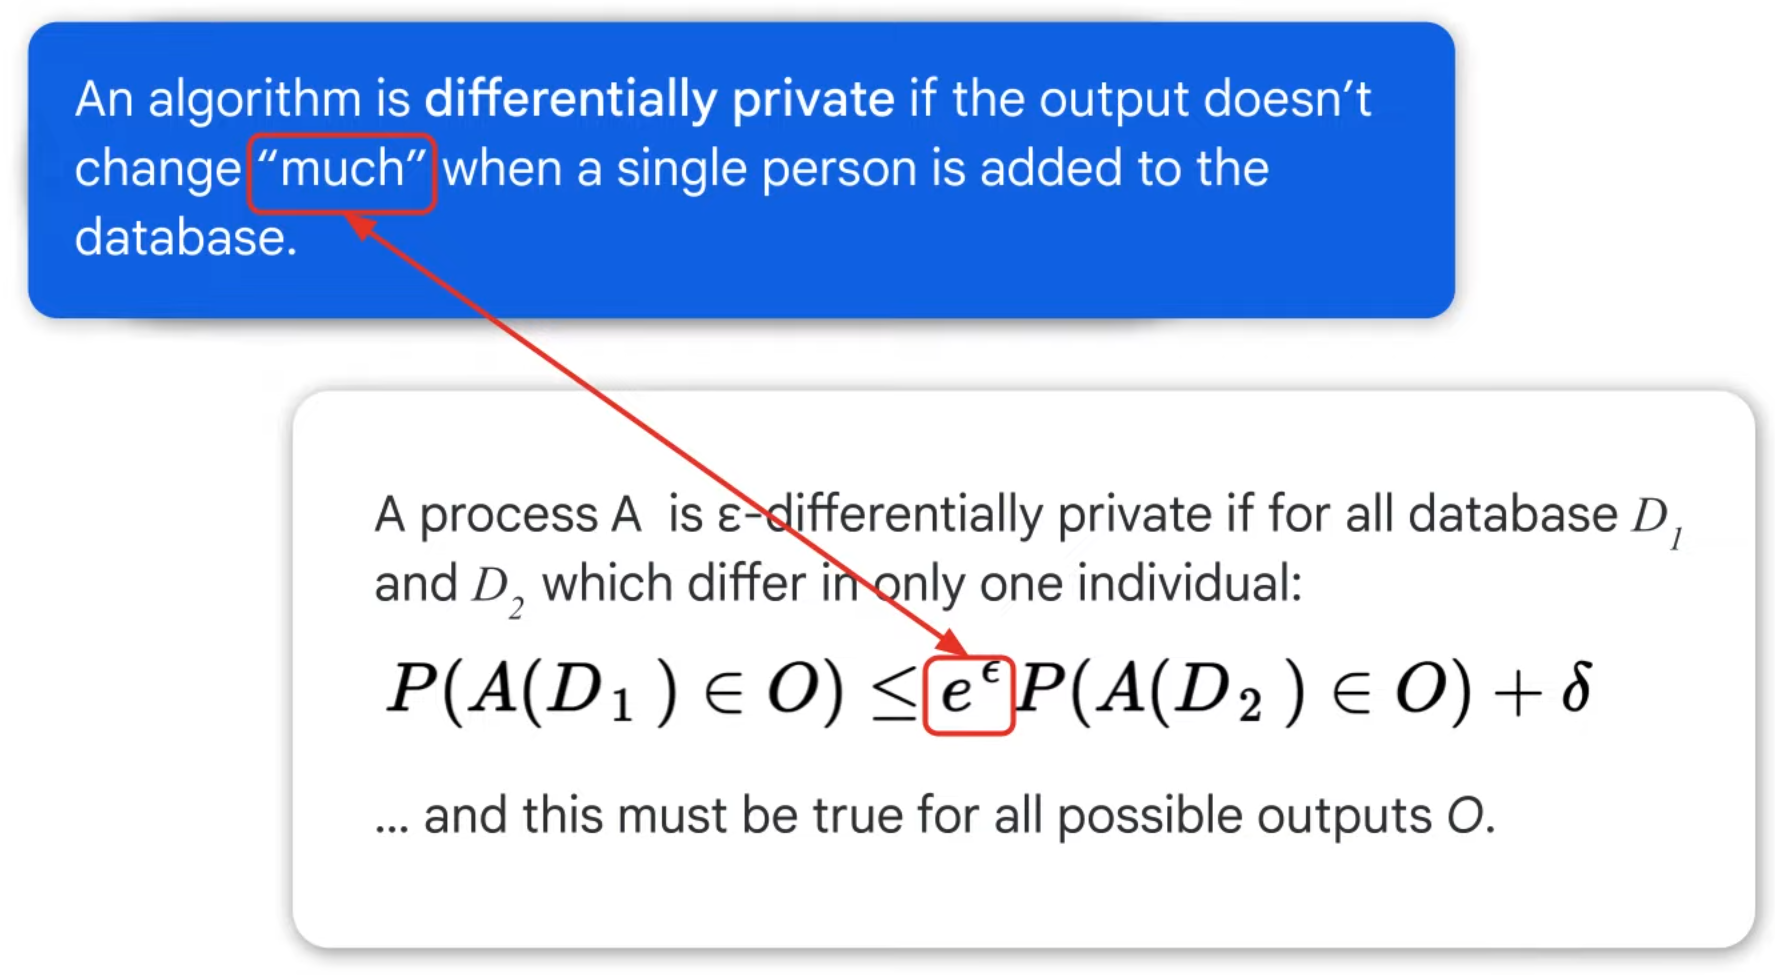 An algorithm is differentially private if the output doesn’t
change “much” when a single person is added to the
database.
A process A is ε-differentially private if for all database D₁
and D₂ which differ in only one individual:
P(A(D₁) ∈ O) ≤ e^ϵ P(A(D₂) ∈ O) + δ
... and this must be true for all possible outputs O.